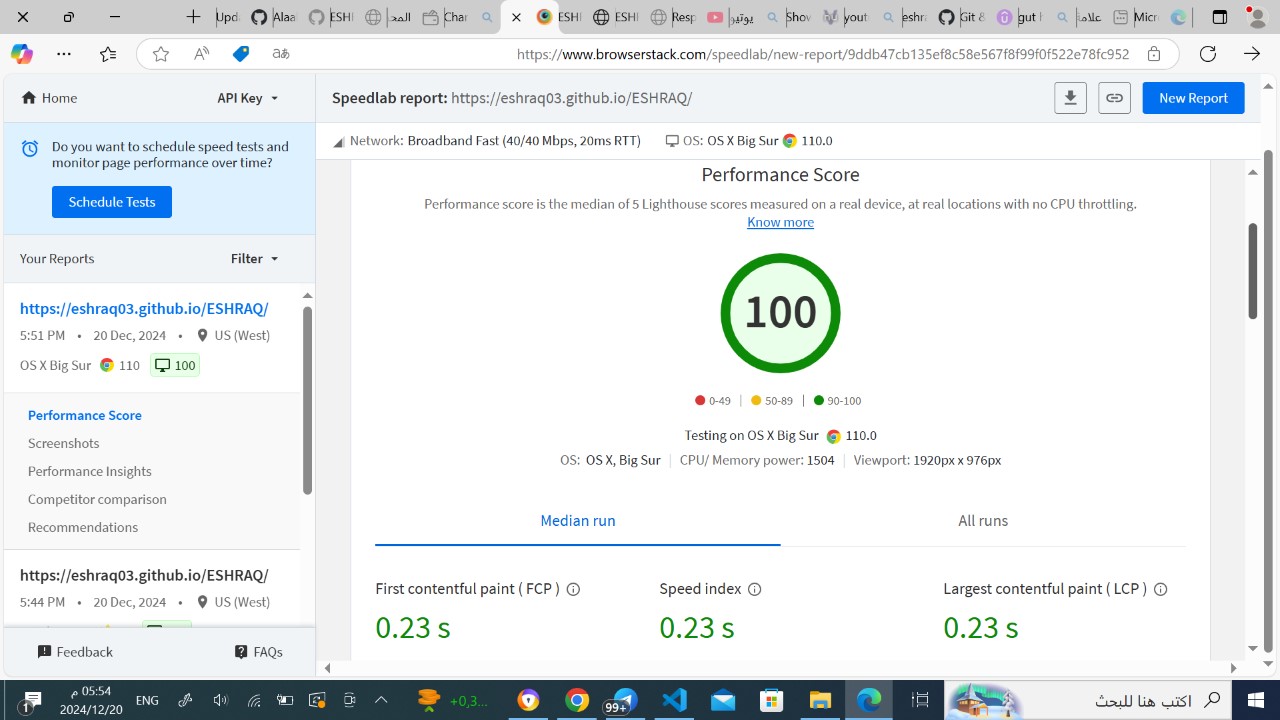 Upd
ESHI
الصد
Char
ESHI
ESHI
Resp
يوتيو
Shov
yout
eshra
Git &
gut t
علاما
Micro
https://www.browserstack.com/speedlab/new-report/9ddb47cb135ef8c58e567f8f99f0f522e78fc952
Home
API Key
Speedlab report: https://eshraq03.github.io/ESHRAQ/
New Report
Do you want to schedule speed tests and
monitor page performance over time?
Schedule Tests
Network: Broadband Fast (40/40 Mbps, 20ms RTT)
OS: OS X Big Sur 110.0
Your Reports
Filter
https://eshraq03.github.io/ESHRAQ/
5:51 PM • 20 Dec, 2024 • US (West)
OS X Big Sur 110 100
Performance Score
Screenshots
Performance Insights
Competitor comparison
Recommendations
https://eshraq03.github.io/ESHRAQ/
5:44 PM • 20 Dec, 2024 • US (West)
Feedback
FAQs
Performance Score
Performance score is the median of 5 Lighthouse scores measured on a real device, at real locations with no CPU throttling.
Know more
100
0-49 | 50-89 | 90-100
Testing on OS X Big Sur 110.0
OS: OS X, Big Sur | CPU/ Memory power: 1504 | Viewport: 1920px x 976px
Median run
All runs
First contentful paint ( FCP )
Speed index
Largest contentful paint ( LCP )
0.23 s
0.23 s
0.23 s
1
05:54 م
2024/12/20
ENG
+0,3...
99+
اكتب هنا للبحث